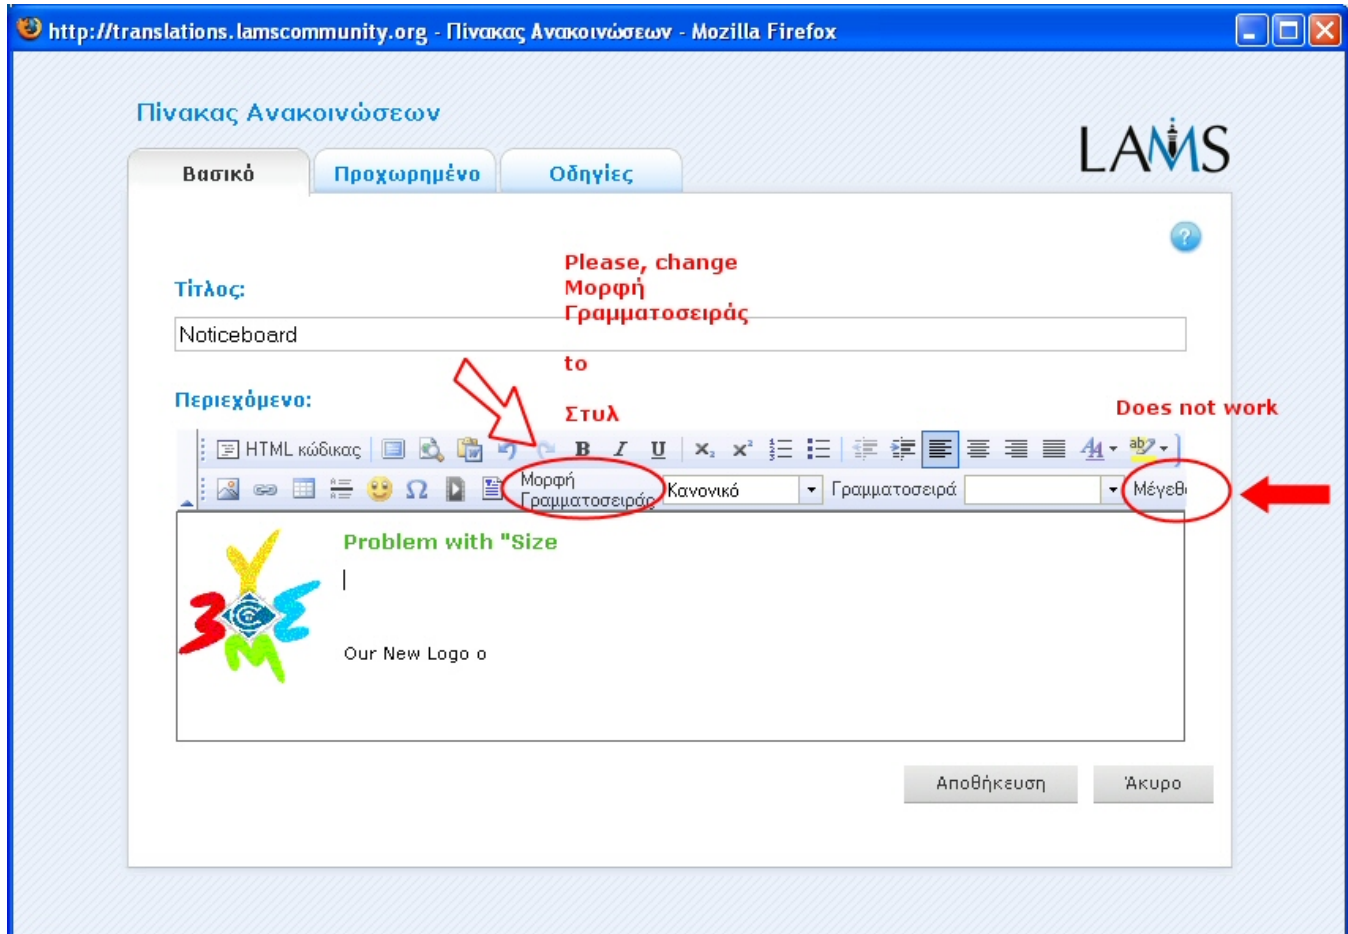 http://translations.lamscommunity.org - Πίνακας Ανακοινώσεων - Mozilla Firefox
Πίνακας Ανακοινώσεων
LAMS
Βασικό Προχωρημένο Οδηγίες
?
Please, change
Μορφή
Γραμματοσειράς
to
Στυλ
Τίτλος:
Noticeboard
Περιεχόμενο:
Does not work
HTML κώδικας B I U
Μορφή
Γραμματοσειράς Κανονικό Γραμματοσειρά
Problem with "Size
Our New Logo o
Αποθήκευση Άκυρο